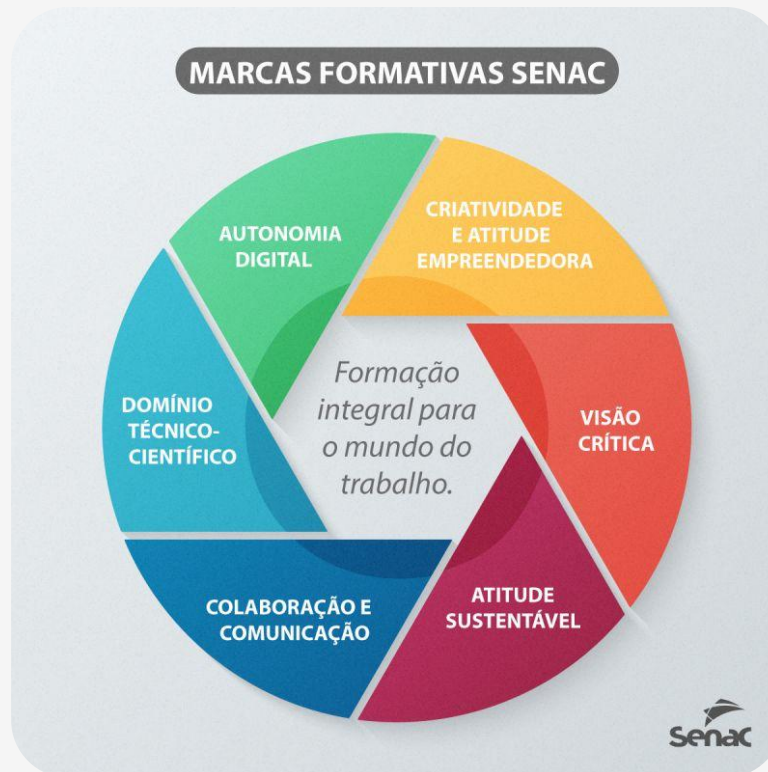 MARCAS FORMATIVAS SENAC
AUTONOMIA
DIGITAL
CRIATIVIDADE
E ATITUDE
EMPREENDEDORA
DOMÍNIO
TÉCNICO-
CIENTÍFICO
Formação
integral para
o mundo do
trabalho.
VISÃO
CRÍTICA
COLABORAÇÃO E
COMUNICAÇÃO
ATITUDE
SUSTENTÁVEL
Senac